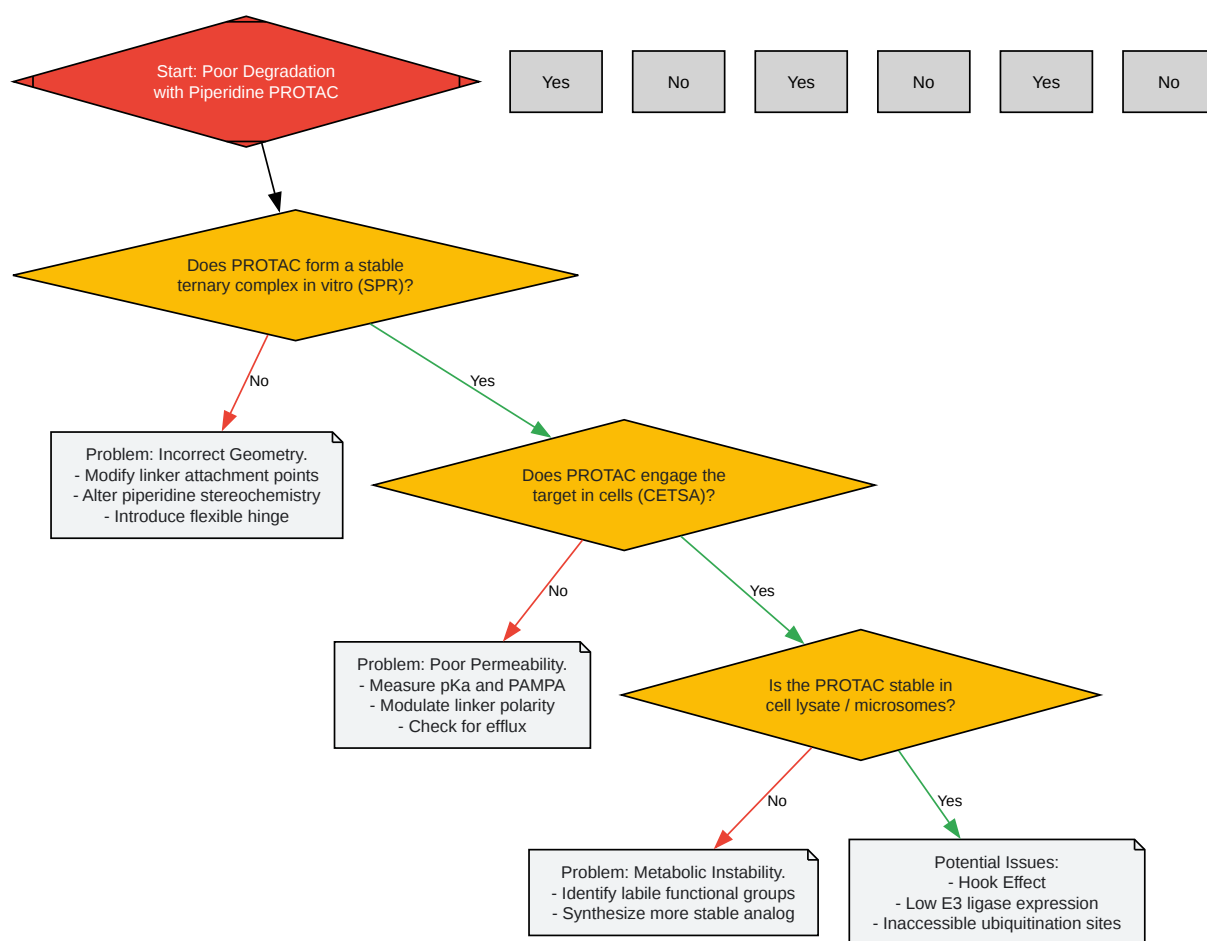 Start: Poor Degradation
with Piperidine PROTAC
Yes
No
Yes
No
Yes
No
Does PROTAC form a stable
ternary complex in vitro (SPR)?
No
Yes
Problem: Incorrect Geometry.
- Modify linker attachment points
- Alter piperidine stereochemistry
- Introduce flexible hinge
Does PROTAC engage the
target in cells (CETSA)?
No
Yes
Problem: Poor Permeability.
- Measure pKa and PAMPA
- Modulate linker polarity
- Check for efflux
Is the PROTAC stable in
cell lysate / microsomes?
No
Yes
Problem: Metabolic Instability.
- Identify labile functional groups
- Synthesize more stable analog
Potential Issues:
- Hook Effect
- Low E3 ligase expression
- Inaccessible ubiquitination sites